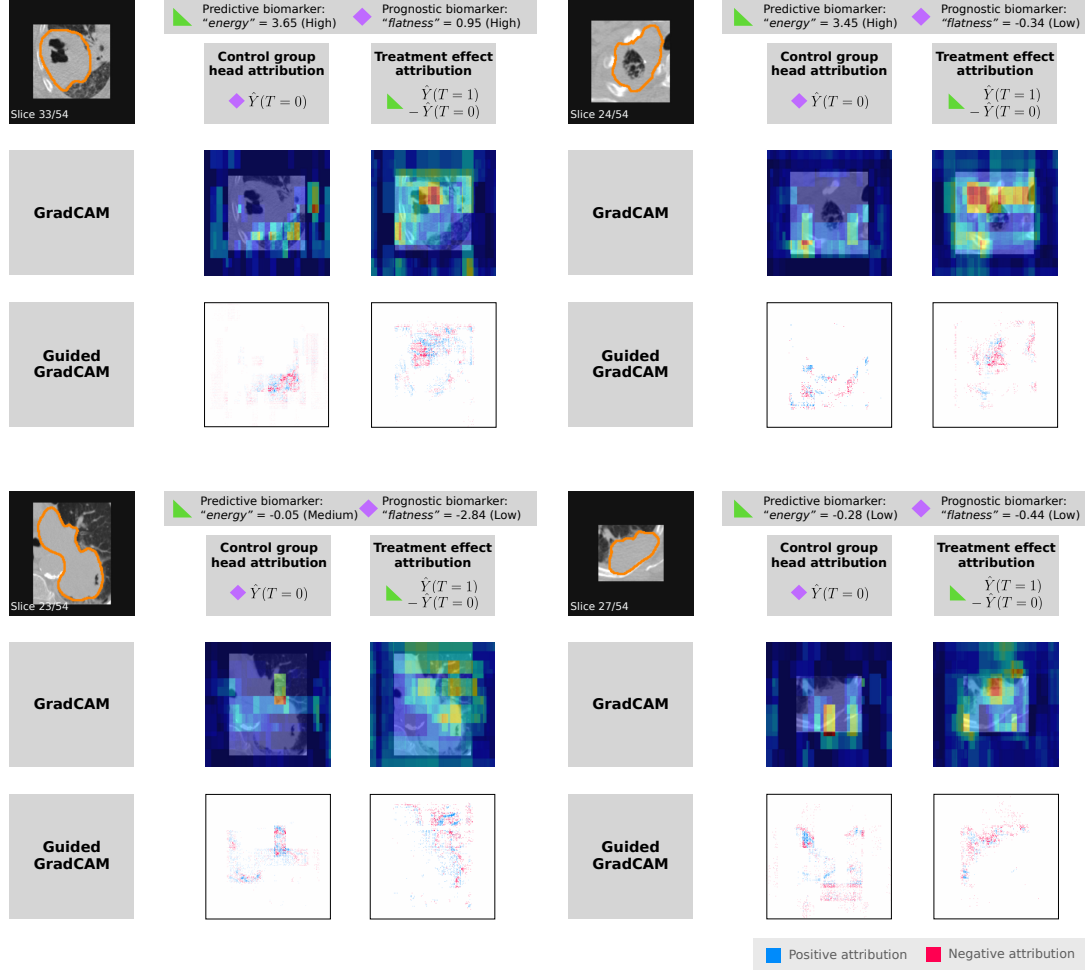 Predictive biomarker:
“energy” = 3.65 (High)
Prognostic biomarker:
“flatness” = 0.95 (High)
Slice 33/54
Control group
head attribution
Ŷ(T = 0)
Treatment effect
attribution
Ŷ(T = 1)
− Ŷ(T = 0)
GradCAM
Guided
GradCAM
Predictive biomarker:
“energy” = 3.45 (High)
Prognostic biomarker:
“flatness” = -0.34 (Low)
Slice 24/54
Control group
head attribution
Ŷ(T = 0)
Treatment effect
attribution
Ŷ(T = 1)
− Ŷ(T = 0)
GradCAM
Guided
GradCAM
Predictive biomarker:
“energy” = -0.05 (Medium)
Prognostic biomarker:
“flatness” = -2.84 (Low)
Slice 23/54
Control group
head attribution
Ŷ(T = 0)
Treatment effect
attribution
Ŷ(T = 1)
− Ŷ(T = 0)
GradCAM
Guided
GradCAM
Predictive biomarker:
“energy” = -0.28 (Low)
Prognostic biomarker:
“flatness” = -0.44 (Low)
Slice 27/54
Control group
head attribution
Ŷ(T = 0)
Treatment effect
attribution
Ŷ(T = 1)
− Ŷ(T = 0)
GradCAM
Guided
GradCAM
Positive attribution
Negative attribution